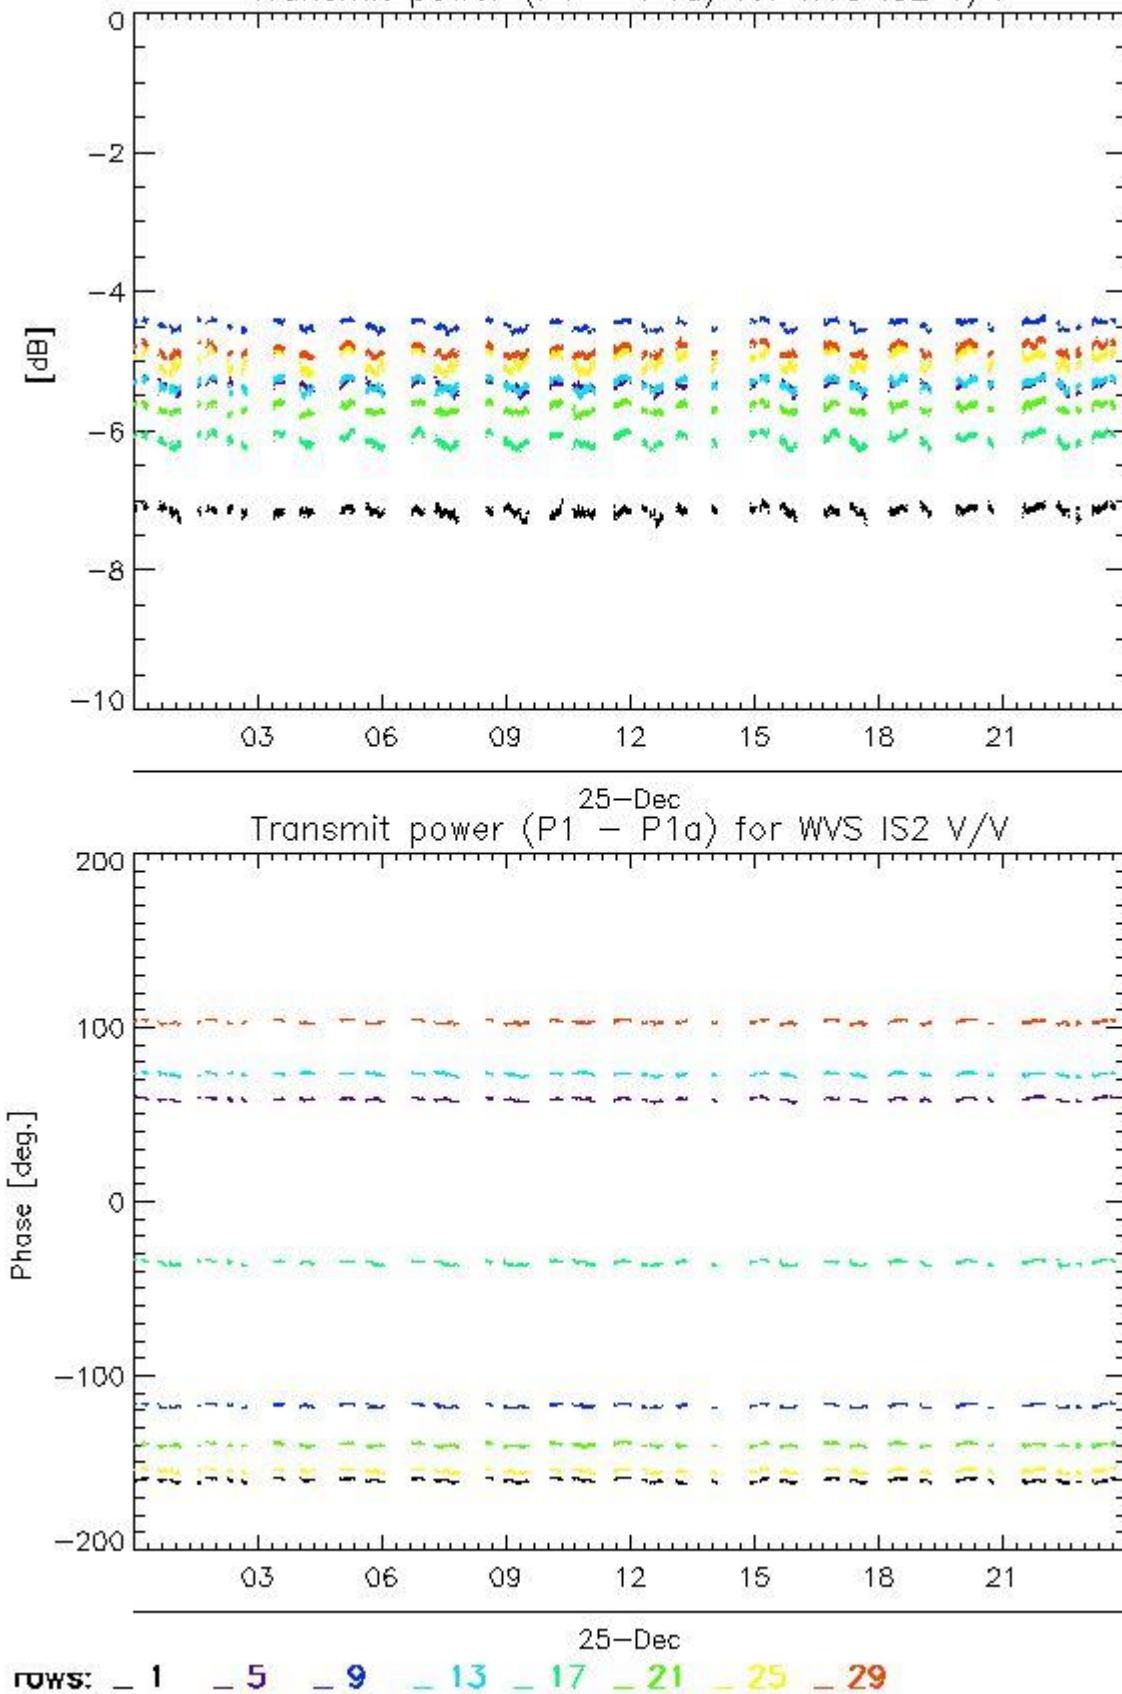 0
-2
-4
[dB]
-6
-8
-10
03 06 09 12 15 18 21
25-Dec
Transmit power (P1 - P1a) for WVS IS2 V/V
200
100
Phase [deg.]
0
-100
-200
03 06 09 12 15 18 21
25-Dec
rows: _ 1 _ 5 _ 9 _ 13 _ 17 _ 21 _ 25 _ 29